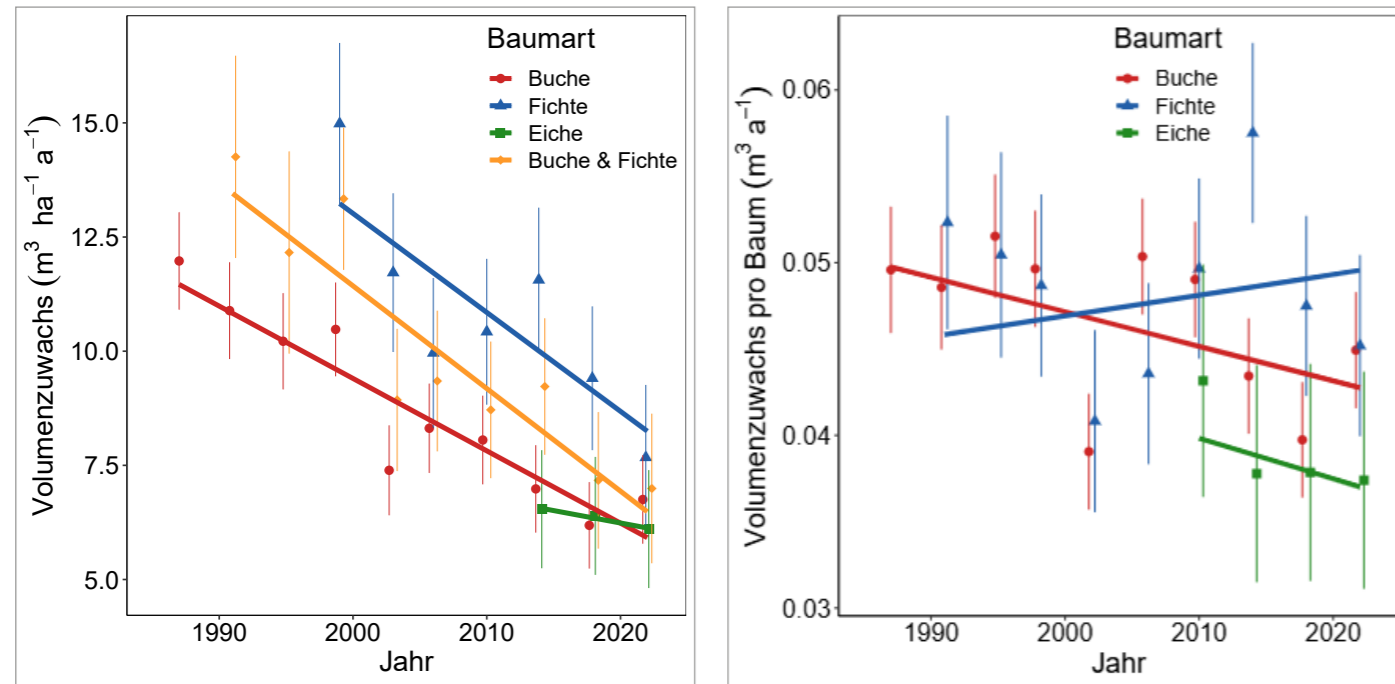 Baumart
Buche
Fichte
Eiche
Buche & Fichte
Volumenzuwachs (m³ ha⁻¹ a⁻¹)
15.0
12.5
10.0
7.5
5.0
1990
2000
2010
2020
Jahr
Baumart
Buche
Fichte
Eiche
Volumenzuwachs pro Baum (m³ a⁻¹)
0.06
0.05
0.04
0.03
1990
2000
2010
2020
Jahr